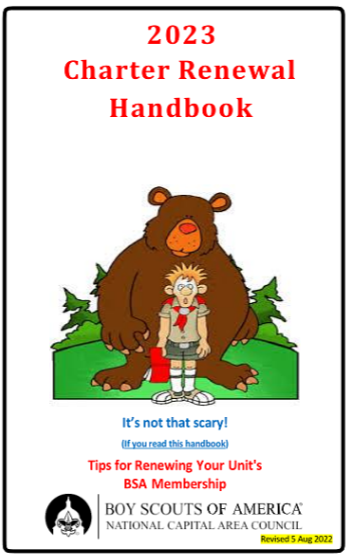 2023
Charter Renewal
Handbook
It's not that scary!
(If you read this handbook)
Tips for Renewing Your Unit's
BSA Membership
BOY SCOUTS OF AMERICA®
NATIONAL CAPITAL AREA COUNCIL
Revised 5 Aug 2022